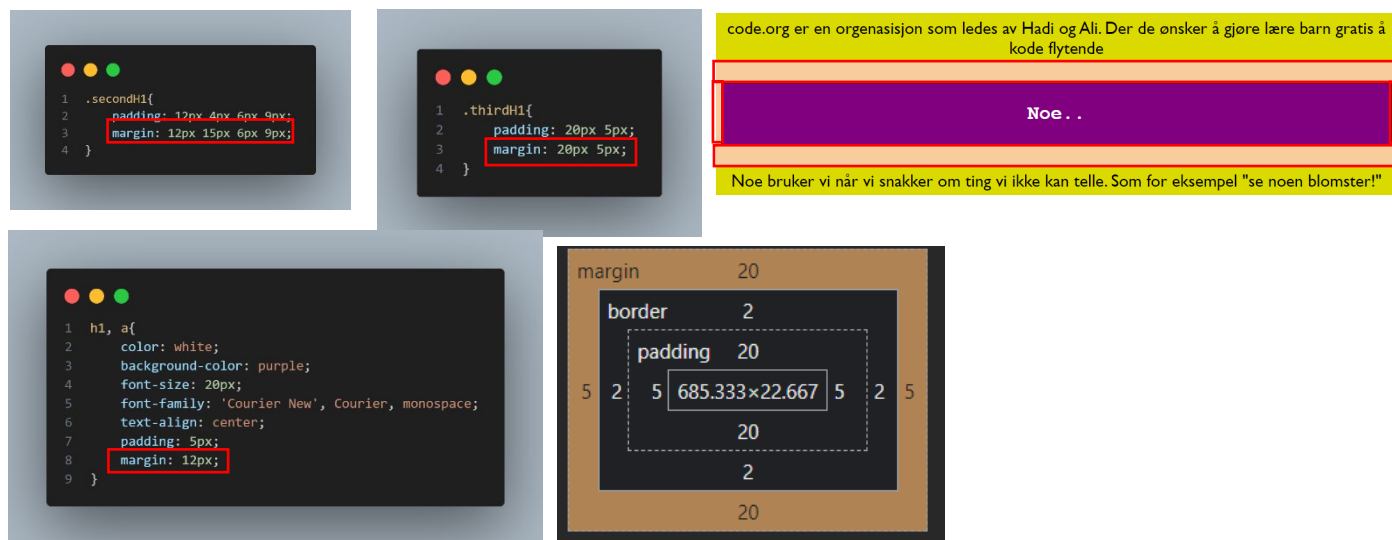 1 .secondH1{
2 padding: 12px 4px 6px 9px;
3 margin: 12px 15px 6px 9px;
4 }
1 .thirdH1{
2 padding: 20px 5px;
3 margin: 20px 5px;
4 }
code.org er en orgenasisjon som ledes av Hadi og Ali. Der de ønsker å gjøre lære barn gratis å
kode flytende
Noe..
Noe bruker vi når vi snakker om ting vi ikke kan telle. Som for eksempel "se noen blomster!"
1 h1, a{
2 color: white;
3 background-color: purple;
4 font-size: 20px;
5 font-family: 'Courier New', Courier, monospace;
6 text-align: center;
7 padding: 5px;
8 margin: 12px;
9 }
margin 20
border 2
padding 20
5 2 5 685.333×22.667 5 2 5
20
2
20